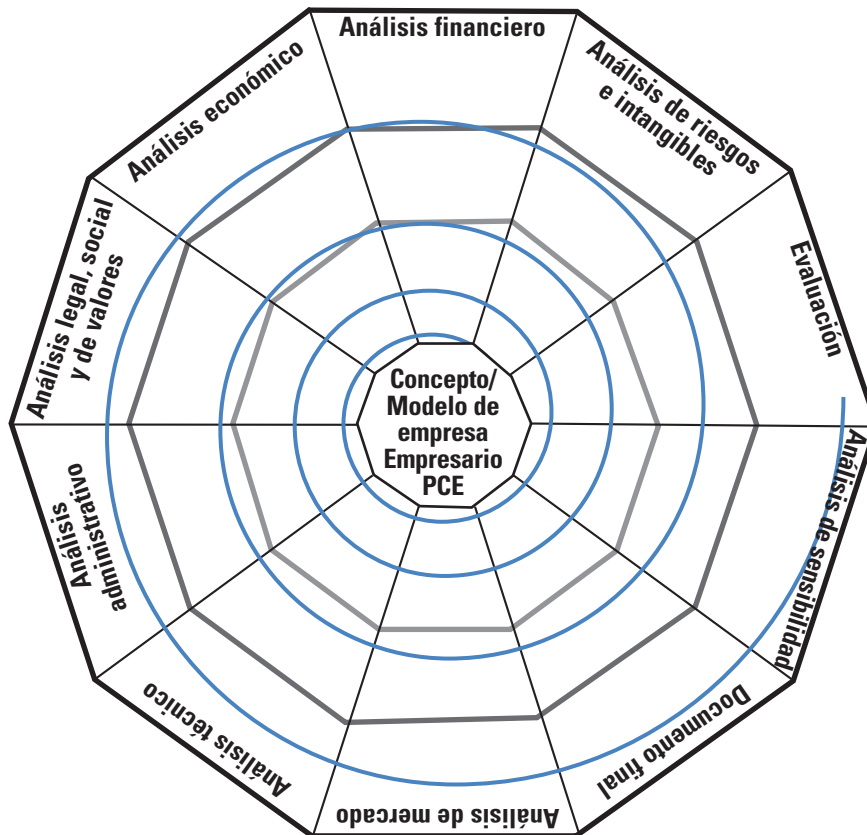 Análisis financiero
Análisis de riesgos
e intangibles
Evaluación
Análisis de sensibilidad
Documento final
Análisis de mercado
Análisis técnico
Análisis
administrativo
Análisis legal, social
y de valores
Análisis económico
Concepto/
Modelo de
empresa
Empresario
PCE